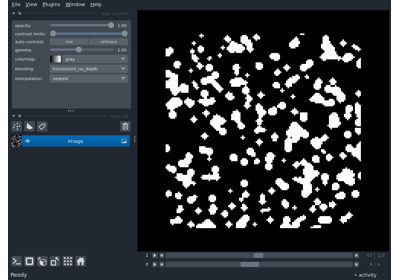 File View Plugins Window Help
opacity: 1.00
contrast limits:
auto-contrast: once continuous
gamma: 1.00
colormap: gray
blending: translucent_no_depth
interpolation: nearest
Image
1
0
Ready activity